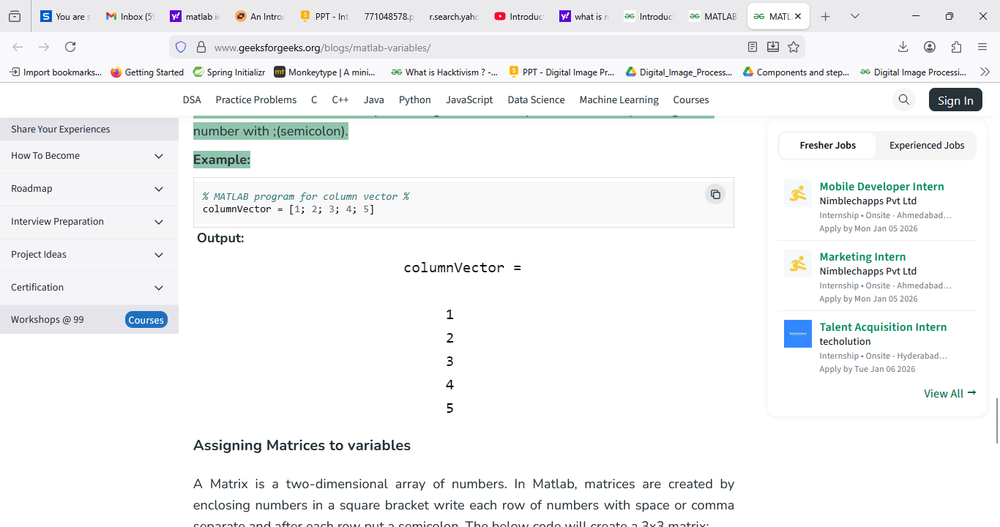 You are s
Inbox (5
matlab in
An Intro
PPT - Int
771048578.p
r.search.yaho
Introduc
what is m
Introduc
MATLAB
MATL
www.geeksforgeeks.org/blogs/matlab-variables/
Import bookmarks...
Getting Started
Spring Initializr
mt Monkeytype | A mini...
What is Hacktivism ? -...
PPT - Digital Image Pr...
Digital_Image_Process...
Components and step...
Digital Image Processi...
DSA Practice Problems C C++ Java Python JavaScript Data Science Machine Learning Courses
Sign In
Share Your Experiences
How To Become
Roadmap
Interview Preparation
Project Ideas
Certification
Workshops @ 99 Courses
number with ;(semicolon).
Example:
% MATLAB program for column vector %
columnVector = [1; 2; 3; 4; 5]
Output:
columnVector =
1
2
3
4
5
Assigning Matrices to variables
A Matrix is a two-dimensional array of numbers. In Matlab, matrices are created by
enclosing numbers in a square bracket write each row of numbers with space or comma
separate and after each row put a semicolon. The below code will create a 3x3 matrix:
Fresher Jobs Experienced Jobs
Mobile Developer Intern
Nimblechapps Pvt Ltd
Internship • Onsite - Ahmedabad...
Apply by Mon Jan 05 2026
Marketing Intern
Nimblechapps Pvt Ltd
Internship • Onsite - Ahmedabad...
Apply by Mon Jan 05 2026
Talent Acquisition Intern
techolution
Internship • Onsite - Hyderabad...
Apply by Tue Jan 06 2026
View All